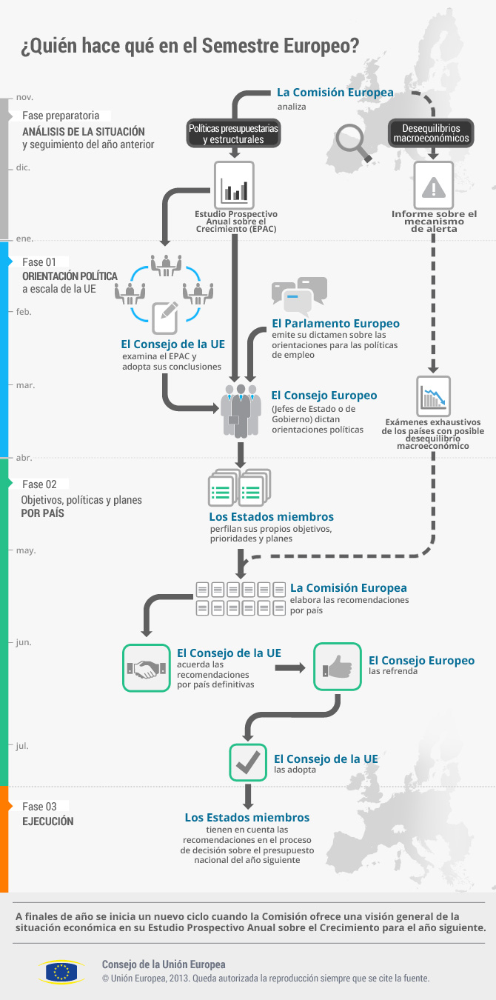 ¿Quién hace qué en el Semestre Europeo?
nov.
La Comisión Europea
analiza
Fase preparatoria
ANÁLISIS DE LA SITUACIÓN
y seguimiento del año anterior
Políticas presupuestarias
y estructurales
Desequilibrios
macroeconómicos
dic.
Estudio Prospectivo
Anual sobre el
Crecimiento (EPAC)
Informe sobre el
mecanismo
de alerta
ene.
Fase 01
ORIENTACIÓN POLÍTICA
a escala de la UE
feb.
El Consejo de la UE
examina el EPAC y
adopta sus conclusiones
El Parlamento Europeo
emite su dictamen sobre las
orientaciones para las políticas
de empleo
mar.
El Consejo Europeo
(Jefes de Estado o de
Gobierno) dictan
orientaciones políticas
Exámenes exhaustivos
de los países con posible
desequilibrio
macroeconómico
abr.
Fase 02
Objetivos, políticas y planes
POR PAÍS
Los Estados miembros
perfilan sus propios objetivos,
prioridades y planes
may.
La Comisión Europea
elabora las recomendaciones
por país
jun.
El Consejo de la UE
acuerda las
recomendaciones
por país definitivas
El Consejo Europeo
las refrenda
jul.
El Consejo de la UE
las adopta
Fase 03
EJECUCIÓN
Los Estados miembros
tienen en cuenta las
recomendaciones en el proceso
de decisión sobre el presupuesto
nacional del año siguiente
A finales de año se inicia un nuevo ciclo cuando la Comisión ofrece una visión general de la
situación económica en su Estudio Prospectivo Anual sobre el Crecimiento para el año siguiente.
Consejo de la Unión Europea
© Unión Europea, 2013. Queda autorizada la reproducción siempre que se cite la fuente.